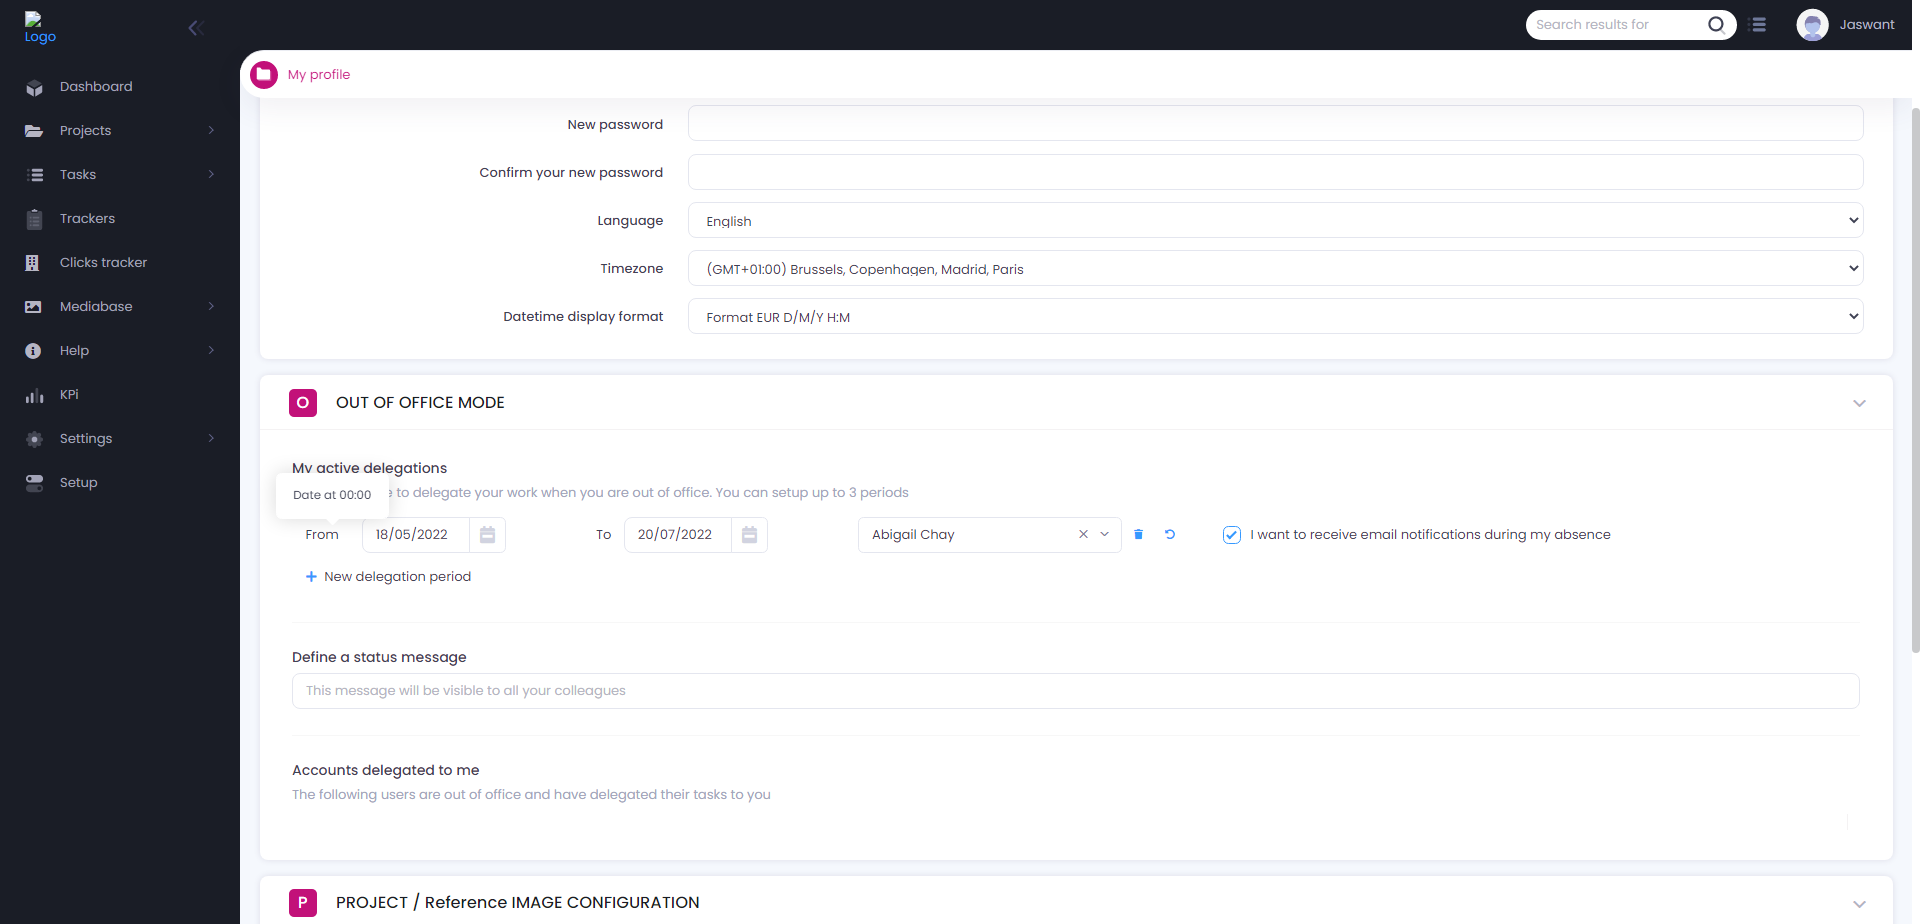 Logo
Search results for
Jaswant
Dashboard
Projects
Tasks
Trackers
Clicks tracker
Mediabase
Help
KPi
Settings
Setup
My profile
New password
Confirm your new password
Language
English
Timezone
(GMT+01:00) Brussels, Copenhagen, Madrid, Paris
Datetime display format
Format EUR D/M/Y H:M
O OUT OF OFFICE MODE
My active delegations
Date at 00:00
e to delegate your work when you are out of office. You can setup up to 3 periods
From 18/05/2022 To 20/07/2022 Abigail Chay I want to receive email notifications during my absence
New delegation period
Define a status message
This message will be visible to all your colleagues
Accounts delegated to me
The following users are out of office and have delegated their tasks to you
P PROJECT / Reference IMAGE CONFIGURATION